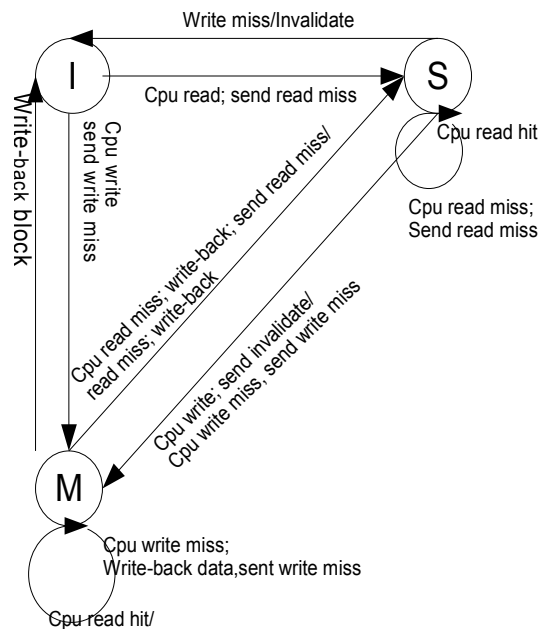 Write miss/Invalidate
I
S
Cpu read; send read miss
Cpu read hit
Cpu write
send write miss
Write-back block
Cpu read miss; write-back; send read miss/
read miss; write-back
Cpu read miss;
Send read miss
Cpu write; send invalidate/
Cpu write miss, send write miss
M
Cpu write miss;
Write-back data,sent write miss
Cpu read hit/